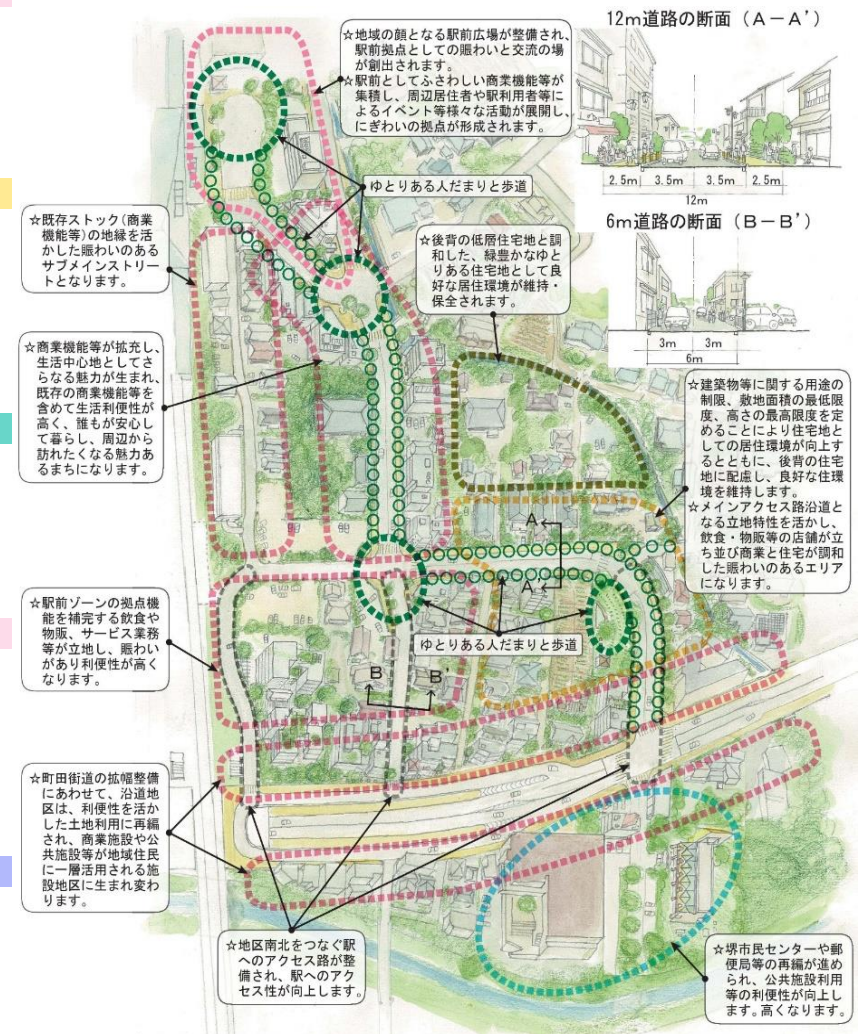 12m道路の断面（A－A’）
2.5m
3.5m
3.5m
2.5m
12m
6m道路の断面（B－B’）
3m
3m
6m
☆地域の顔となる駅前広場が整備され、
駅前拠点としての賑わいと交流の場
が創出されます。
☆駅前としてふさわしい商業機能等が
集積し、周辺居住者や駅利用者等に
よるイベント等様々な活動が展開し、
にぎわいの拠点が形成されます。
ゆとりある人だまりと歩道
☆既存ストック（商業
機能等）の地縁を活
かした賑わいのある
サブメインストリー
トとなります。
☆後背の低層住宅地と調
和した、緑豊かなゆと
りある住宅地として良
好な居住環境が維持・
保全されます。
☆商業機能等が拡充し、
生活中心地としてさ
らなる魅力が生まれ、
既存の商業機能等を
含めて生活利便性が
高く、誰もが安心し
て暮らし、周辺から
訪れたくなる魅力あ
るまちになります。
☆建築物等に関する用途の
制限、敷地面積の最低限
度、高さの最高限度を定
めることにより住宅地と
しての居住環境が向上す
るとともに、後背の住宅
地に配慮し、良好な住環
境を維持します。
☆メインアクセス路沿道と
なる立地特性を活かし、
飲食・物販等の店舗が立
ち並び商業と住宅が調和
した賑わいのあるエリア
になります。
A
A’
☆駅前ゾーンの拠点機
能を補完する飲食や
物販、サービス業務
等が立地し、賑わい
があり利便性が高く
なります。
ゆとりある人だまりと歩道
B
B’
☆町田街道の拡幅整備
にあわせて、沿道地
区は、利便性を活か
した土地利用に再編
され、商業施設や公
共施設等が地域住民
に一層活用される施
設地区に生まれ変わ
ります。
☆地区南北をつなぐ駅
へのアクセス路が整
備され、駅へのアク
セス性が向上します。
☆堺市民センターや郵
便局等の再編が進め
られ、公共施設利用
等の利便性が向上し
ます。高くなります。